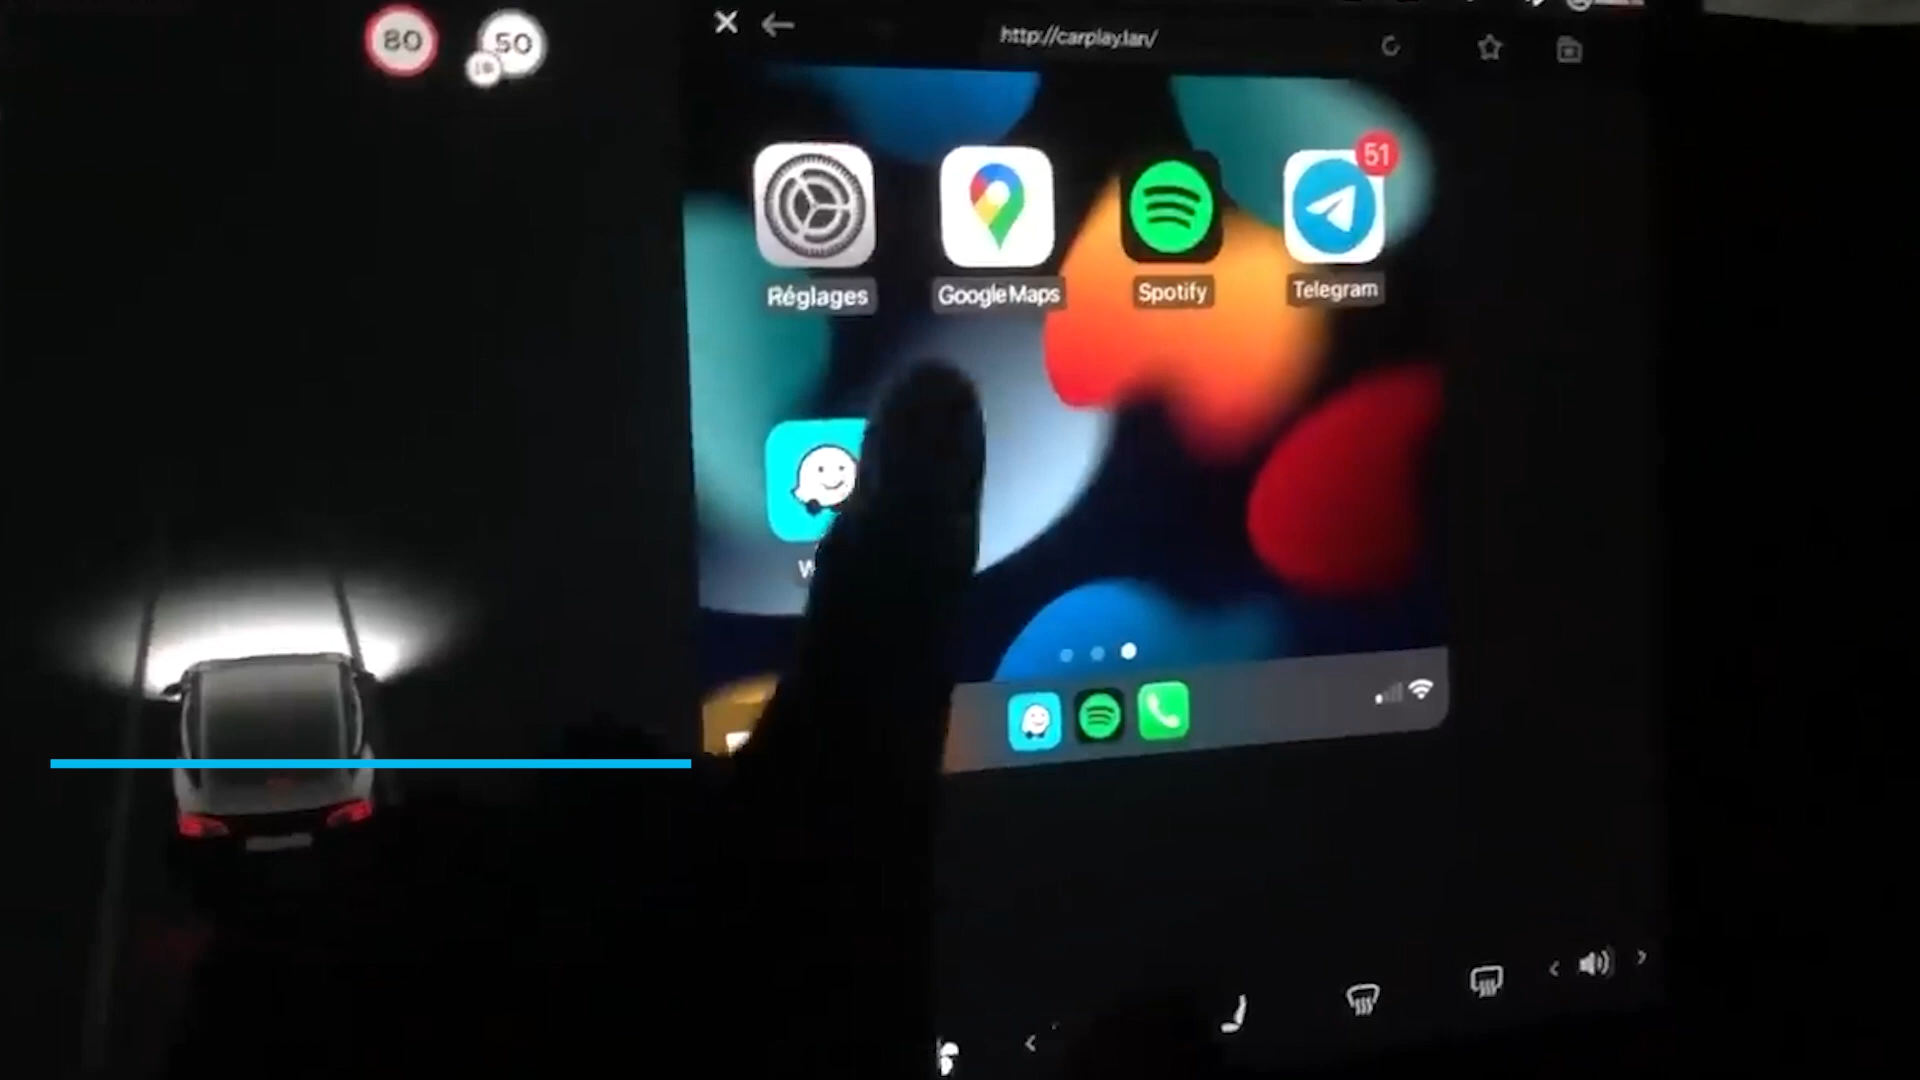 80
50
http://carplay.lan/
51
Réglages
Google Maps
Spotify
Telegram